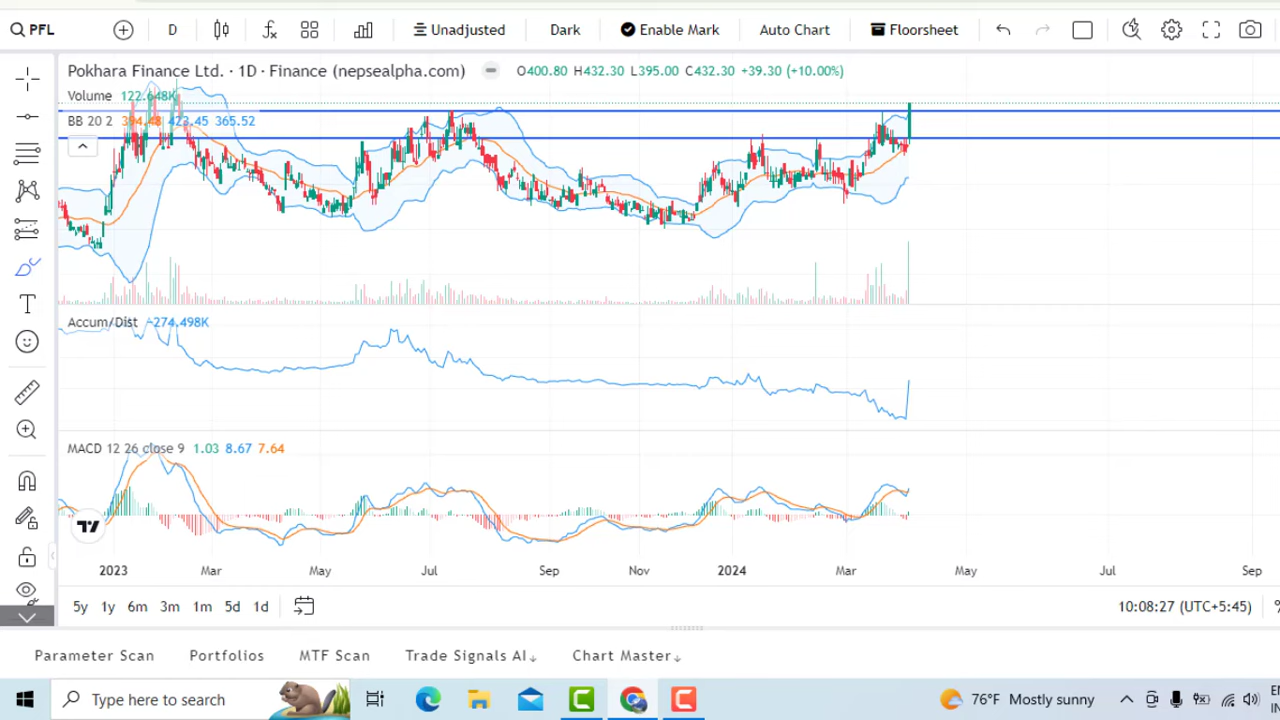 PFL D Unadjusted Dark Enable Mark Auto Chart Floorsheet
Pokhara Finance Ltd. · 1D · Finance (nepsealpha.com) O400.80 H432.30 L395.00 C432.30 +39.30 (+10.00%)
Volume 122.648K
BB 20 2 394.48 423.45 365.52
Accum/Dist −274.498K
MACD 12 26 close 9 1.03 8.67 7.64
2023 Mar May Jul Sep Nov 2024 Mar May Jul Sep
5y 1y 6m 3m 1m 5d 1d 10:08:27 (UTC+5:45) %
Parameter Scan Portfolios MTF Scan Trade Signals AI↓ Chart Master↓
Type here to search 76°F Mostly sunny